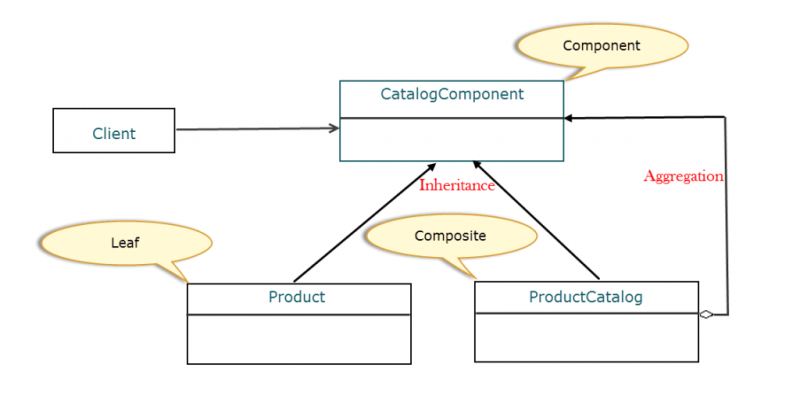 Component
CatalogComponent
Client
Inheritance
Aggregation
Leaf
Composite
Product
ProductCatalog